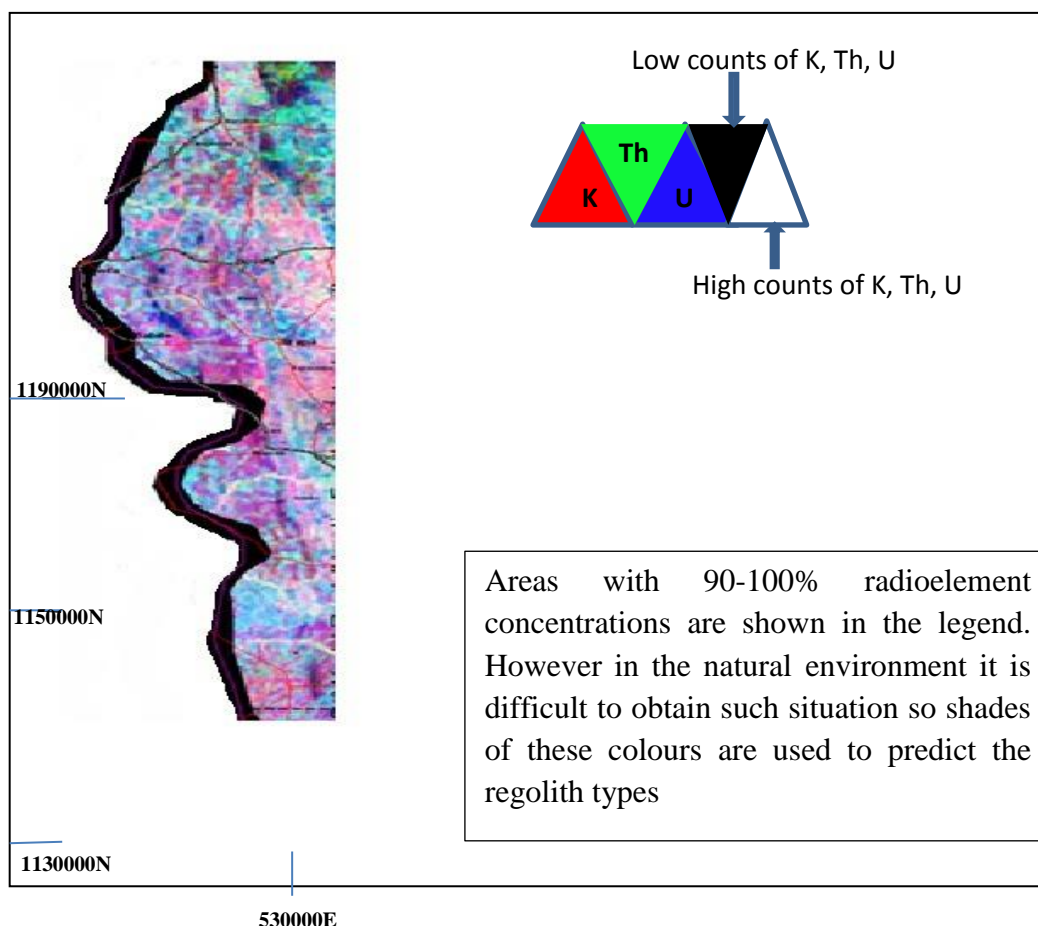 Low counts of K, Th, U
Th
K
U
High counts of K, Th, U
1190000N
1150000N
1130000N
530000E
Areas with 90-100% radioelement
concentrations are shown in the legend.
However in the natural environment it is
difficult to obtain such situation so shades
of these colours are used to predict the
regolith types